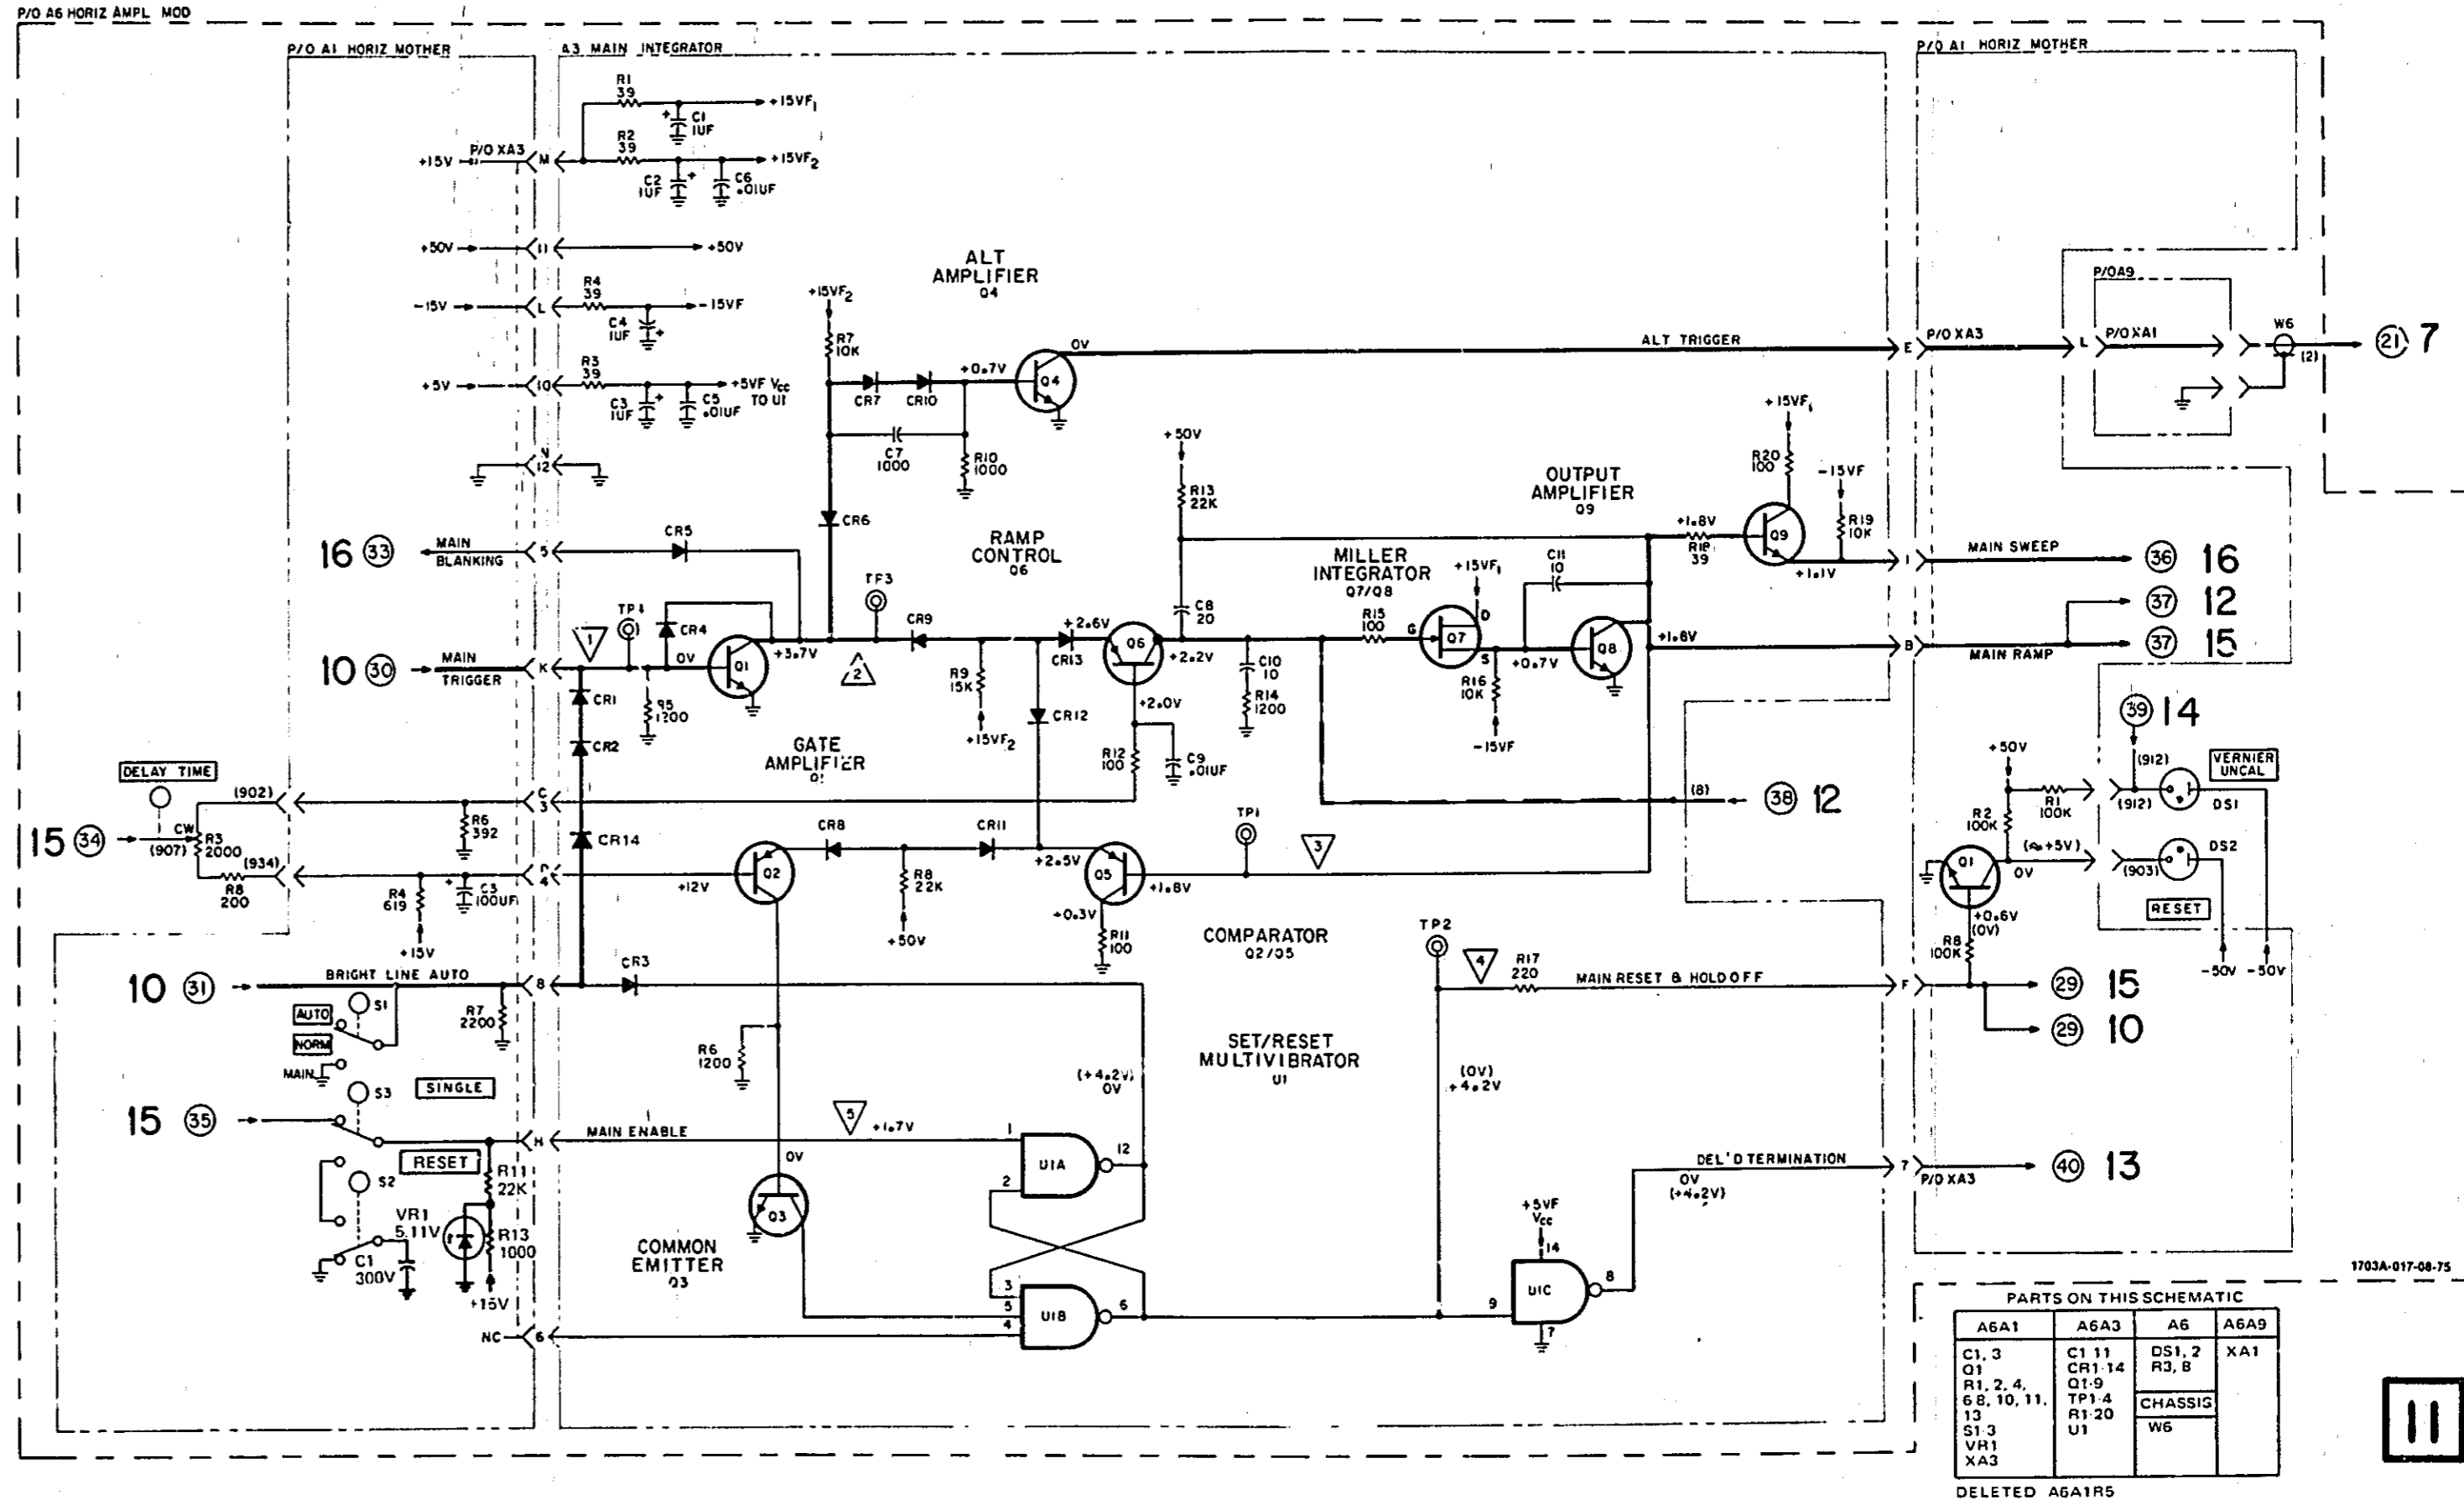 P/O A6 HORIZ AMPL MOD
P/O A1 HORIZ MOTHER
A3 MAIN INTEGRATOR
P/O A1 HORIZ MOTHER
R1
39
+15VF1
+ C1
1UF
+15V
P/O XA3
M
R2
39
+15VF2
C2
1UF
+
C6
.01UF
+50V
11
+50V
-15V
L
R4
39
-15VF
C4
1UF
+
+5V
10
R3
39
+5VF Vcc
TO U1
C3
1UF
+
C5
.01UF
N
12
ALT
AMPLIFIER
Q4
+15VF2
R7
10K
CR7
CR10
+0.7V
Q4
0V
C7
1000
R10
1000
ALT TRIGGER
E
P/O XA3
L
P/O A9
P/O XA1
W6
(2)
21 7
CR6
16 33
MAIN
BLANKING
5
CR5
RAMP
CONTROL
Q6
+50V
R13
22K
OUTPUT
AMPLIFIER
Q9
+15VF1
R20
100
-15VF
R19
10K
+1.8V
R18
39
Q9
+1.1V
1
MAIN SWEEP
36 16
37 12
MAIN RAMP
37 15
B
MILLER
INTEGRATOR
Q7/Q8
+15VF1
C11
10
C8
20
R15
100
G
Q7
D
S
+0.7V
Q8
+1.8V
R16
10K
-15VF
10 30
MAIN
TRIGGER
K
1
TP4
CR4
0V
Q1
+3.7V
TP3
2
CR9
R9
15K
+15VF2
+2.6V
CR13
Q6
+2.2V
+2.0V
CR12
R12
100
C9
.01UF
C10
10
R14
1200
CR1
R5
1200
CR2
GATE
AMPLIFIER
Q1
DELAY TIME
(902)
C
3
15 34
(907)
CW
R3
2000
(934)
R8
200
R6
392
CR14
R4
619
+15V
+
C3
100UF
4
+12V
Q2
CR8
R8
22K
+50V
CR11
+2.5V
Q5
+1.8V
+0.3V
R11
100
TP1
3
(8)
38 12
COMPARATOR
Q2/Q5
39 14
+50V
(912)
VERNIER
UNCAL
R1
100K
(912)
DS1
R2
100K
(≈+5V)
Q1
0V
(903)
DS2
RESET
+0.6V
(0V)
R8
100K
-50V
-50V
10 31
BRIGHT LINE AUTO
8
CR3
R7
2200
AUTO
S1
NORM
MAIN
TP2
4
R17
220
MAIN RESET & HOLDOFF
F
29 15
29 10
R6
1200
SET/RESET
MULTIVIBRATOR
U1
(+4.2V)
0V
(0V)
+4.2V
SINGLE
S3
15 35
H
MAIN ENABLE
5
+1.7V
1
2
U1A
12
RESET
S2
R11
22K
VR1
5.11V
R13
1000
+15V
C1
300V
0V
Q3
COMMON
EMITTER
Q3
3
5
4
U1B
6
NC
6
+5VF
Vcc
14
9
U1C
8
7
DEL'D TERMINATION
0V
(+4.2V)
7
P/O XA3
40 13
1703A-017-08-75
PARTS ON THIS SCHEMATIC
A6A1 A6A3 A6 A6A9
C1, 3 C1-11 DS1, 2 XA1
Q1 CR1-14 R3, 8
R1, 2, 4, Q1-9
6-8, 10, 11, TP1-4 CHASSIS
13 R1-20 W6
S1-3 U1
VR1
XA3
DELETED A6A1R5
11